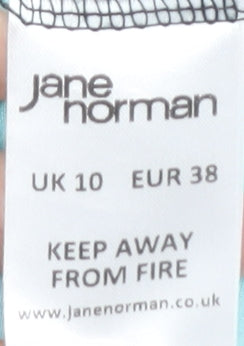 jane
norman
UK 10 EUR 38
KEEP AWAY
FROM FIRE
www.janenorman.co.uk